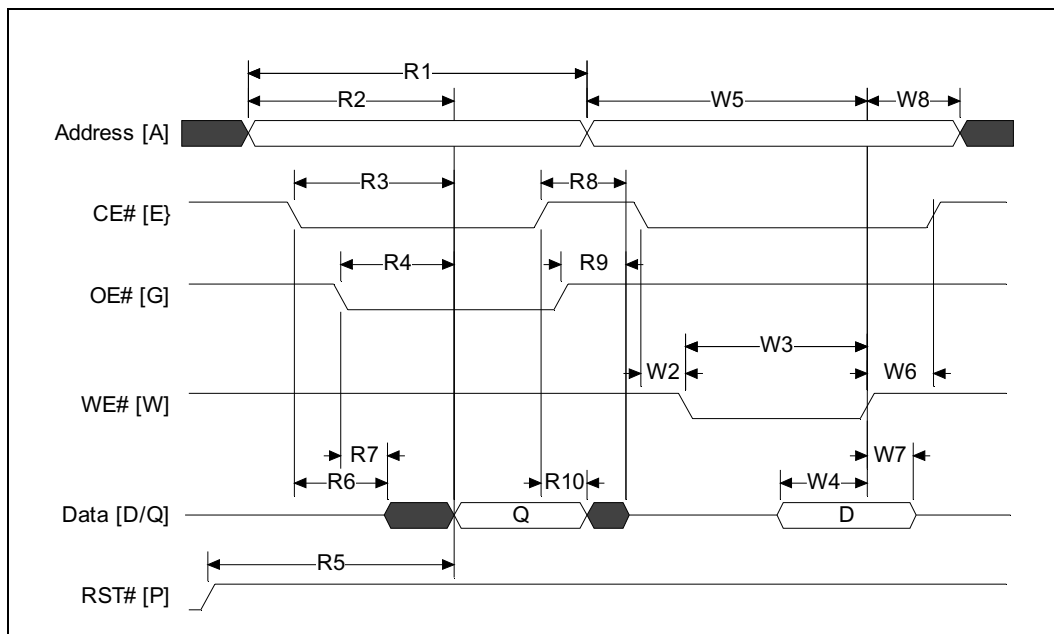 R1
R2 W5 W8
Address [A]
R3 R8
CE# [E}
R4 R9
OE# [G]
W3
W2 W6
WE# [W]
R7 W7
R6 R10 W4
Data [D/Q] Q D
R5
RST# [P]